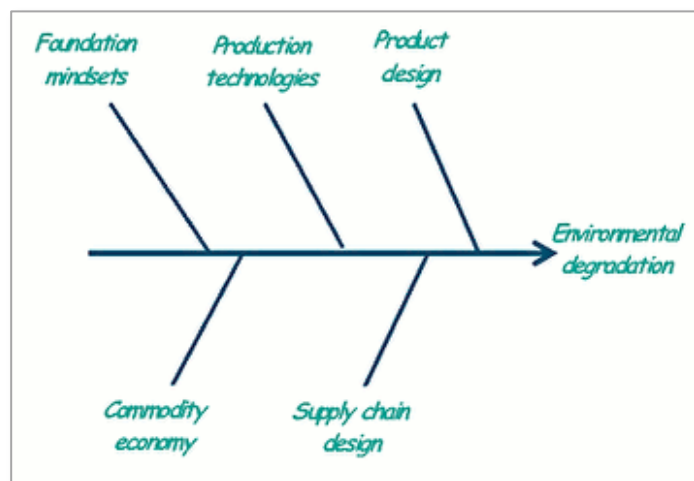 Foundation
mindsets
Production
technologies
Product
design
Environmental
degradation
Commodity
economy
Supply chain
design